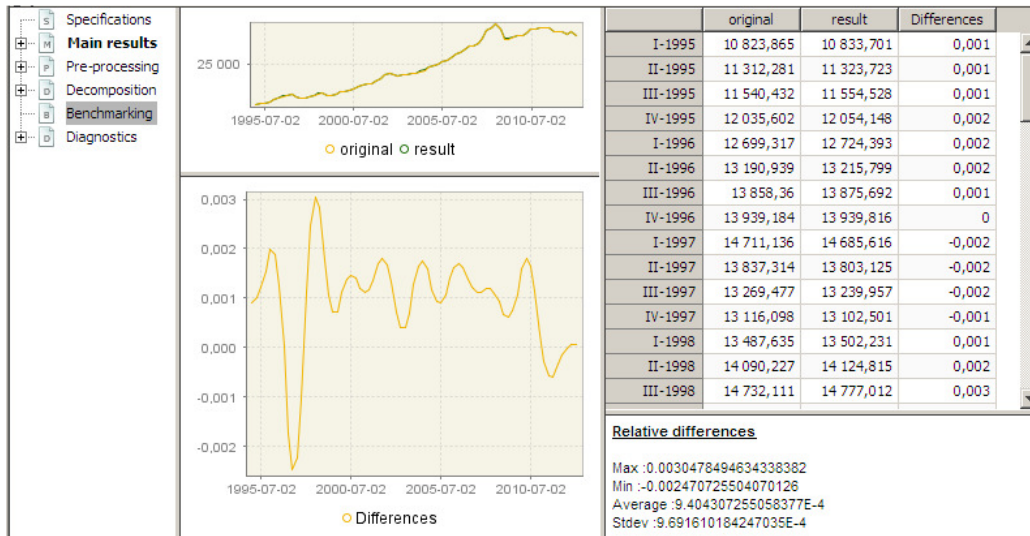 S Specifications
M Main results
P Pre-processing
D Decomposition
B Benchmarking
D Diagnostics
25 000
1995-07-02 2000-07-02 2005-07-02 2010-07-02
original result
0,003
0,002
0,001
0,000
-0,001
-0,002
1995-07-02 2000-07-02 2005-07-02 2010-07-02
Differences
original result Differences
I-1995 10 823,865 10 833,701 0,001
II-1995 11 312,281 11 323,723 0,001
III-1995 11 540,432 11 554,528 0,001
IV-1995 12 035,602 12 054,148 0,002
I-1996 12 699,317 12 724,393 0,002
II-1996 13 190,939 13 215,799 0,002
III-1996 13 858,36 13 875,692 0,001
IV-1996 13 939,184 13 939,816 0
I-1997 14 711,136 14 685,616 -0,002
II-1997 13 837,314 13 803,125 -0,002
III-1997 13 269,477 13 239,957 -0,002
IV-1997 13 116,098 13 102,501 -0,001
I-1998 13 487,635 13 502,231 0,001
II-1998 14 090,227 14 124,815 0,002
III-1998 14 732,111 14 777,012 0,003
Relative differences
Max :0.0030478494634338382
Min :-0.002470725504070126
Average :9.404307255058377E-4
Stdev :9.691610184247035E-4